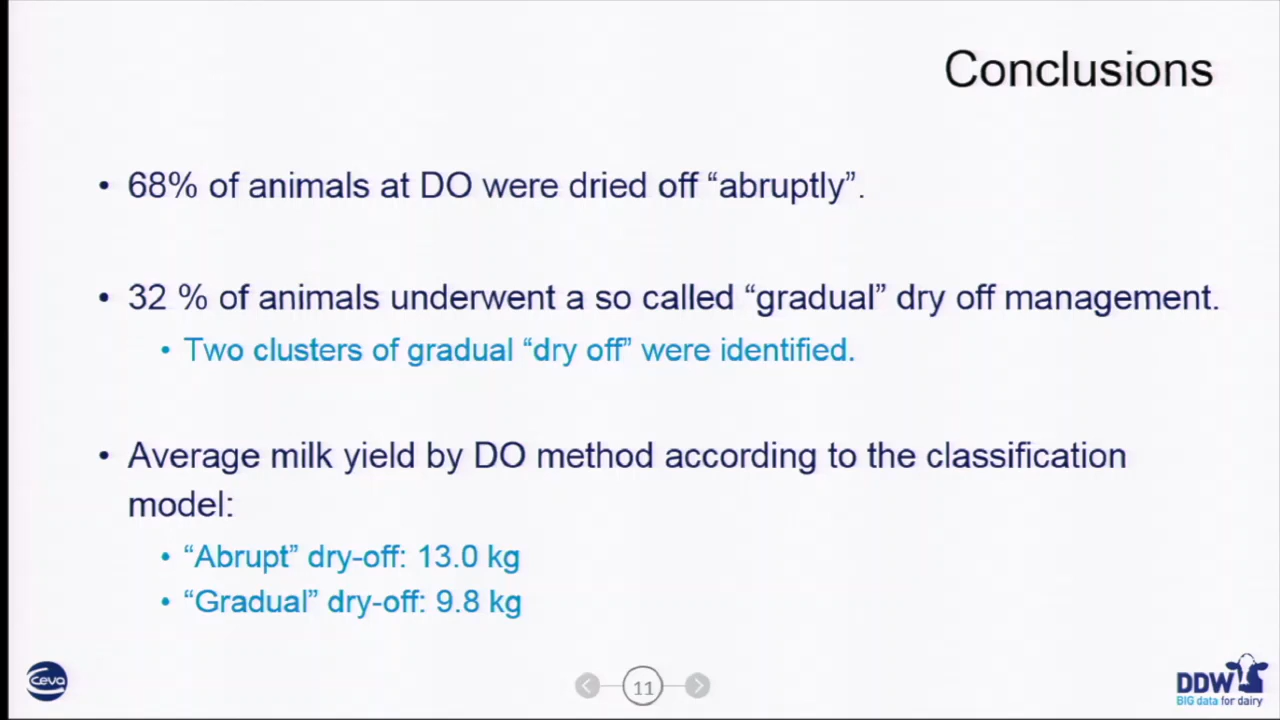 Conclusions
• 68% of animals at DO were dried off “abruptly”.
• 32 % of animals underwent a so called “gradual” dry off management.
• Two clusters of gradual “dry off” were identified.
• Average milk yield by DO method according to the classification
model:
• “Abrupt” dry-off: 13.0 kg
• “Gradual” dry-off: 9.8 kg
ceva
11
DDW
BIG data for dairy